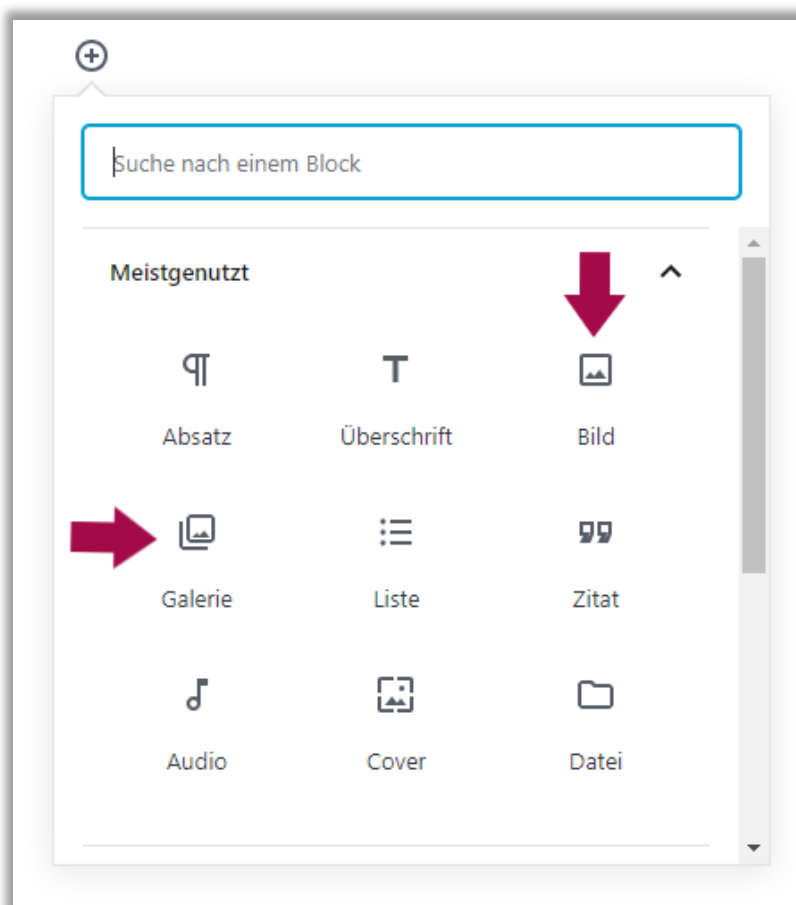 Suche nach einem Block
Meistgenutzt
Absatz Überschrift Bild
Galerie Liste Zitat
Audio Cover Datei